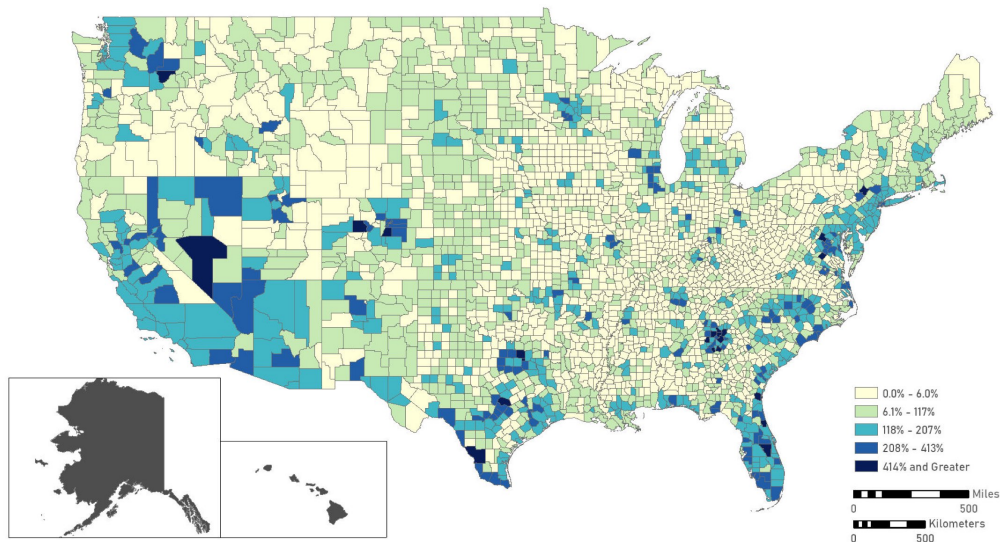 0.0% - 6.0%
6.1% - 117%
118% - 207%
208% - 413%
414% and Greater
Miles
0 500
Kilometers
0 500